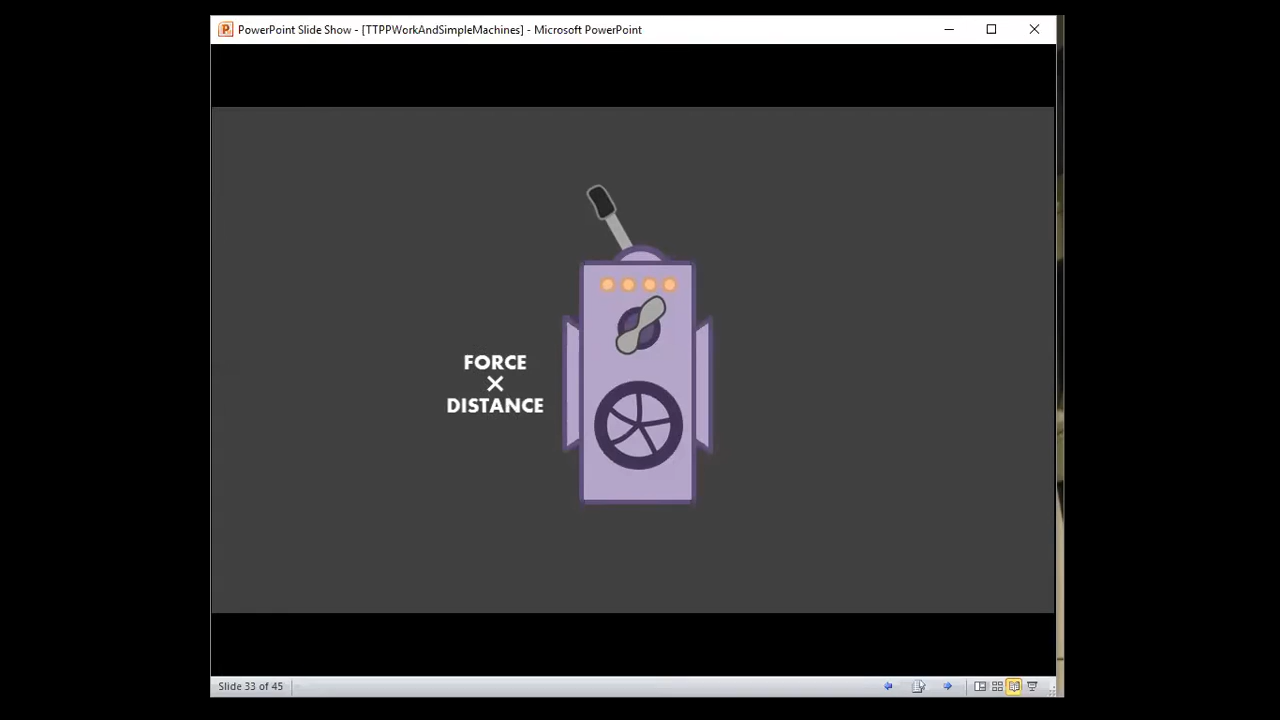 PowerPoint Slide Show - [TTPPWorkAndSimpleMachines] - Microsoft PowerPoint
FORCE
×
DISTANCE
Slide 33 of 45